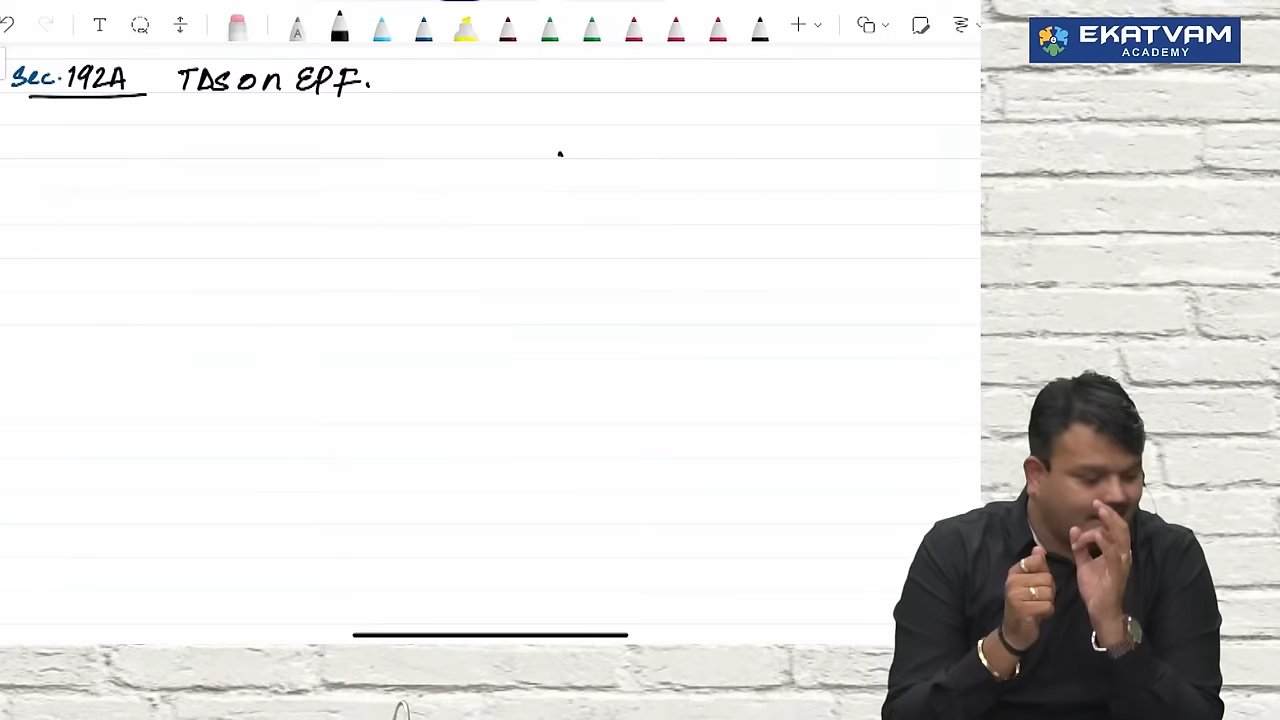 T
A
EKATVAM
ACADEMY
Sec. 192A TDS on EPF.